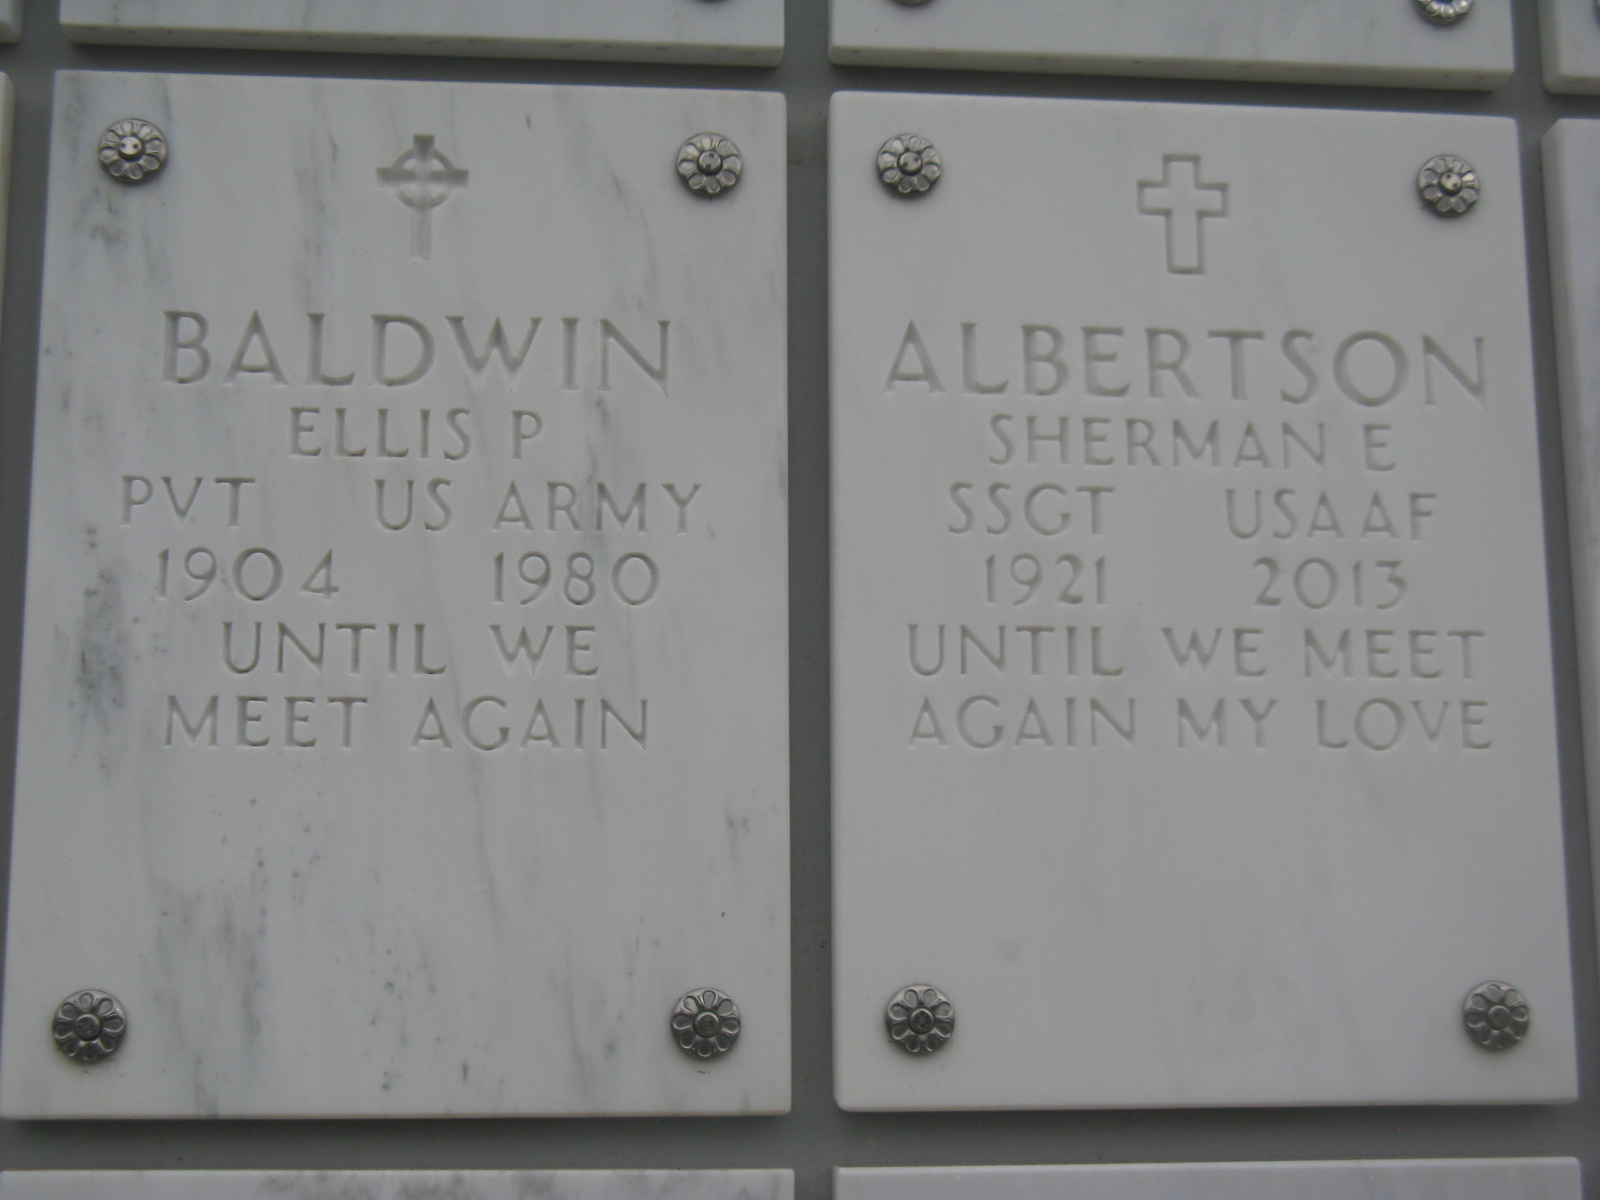 BALDWIN
ELLIS P
PVT US ARMY
1904 1980
UNTIL WE
MEET AGAIN
ALBERTSON
SHERMAN E
SSGT USAAF
1921 2013
UNTIL WE MEET
AGAIN MY LOVE